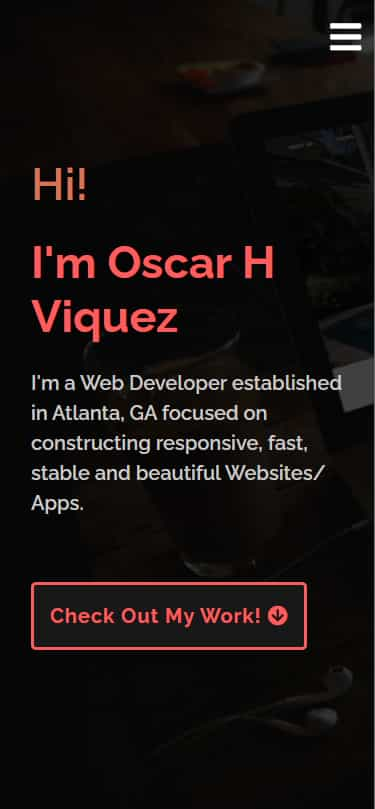 Hi!
I'm Oscar H
Viquez
I'm a Web Developer established
in Atlanta, GA focused on
constructing responsive, fast,
stable and beautiful Websites/
Apps.
Check Out My Work!